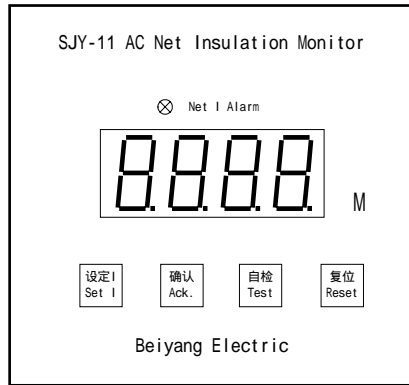 SJY-11 AC Net Insulation Monitor
Net I Alarm
8.8.8.8.
M
设定I
Set I
确认
Ack.
自检
Test
复位
Reset
Beiyang Electric